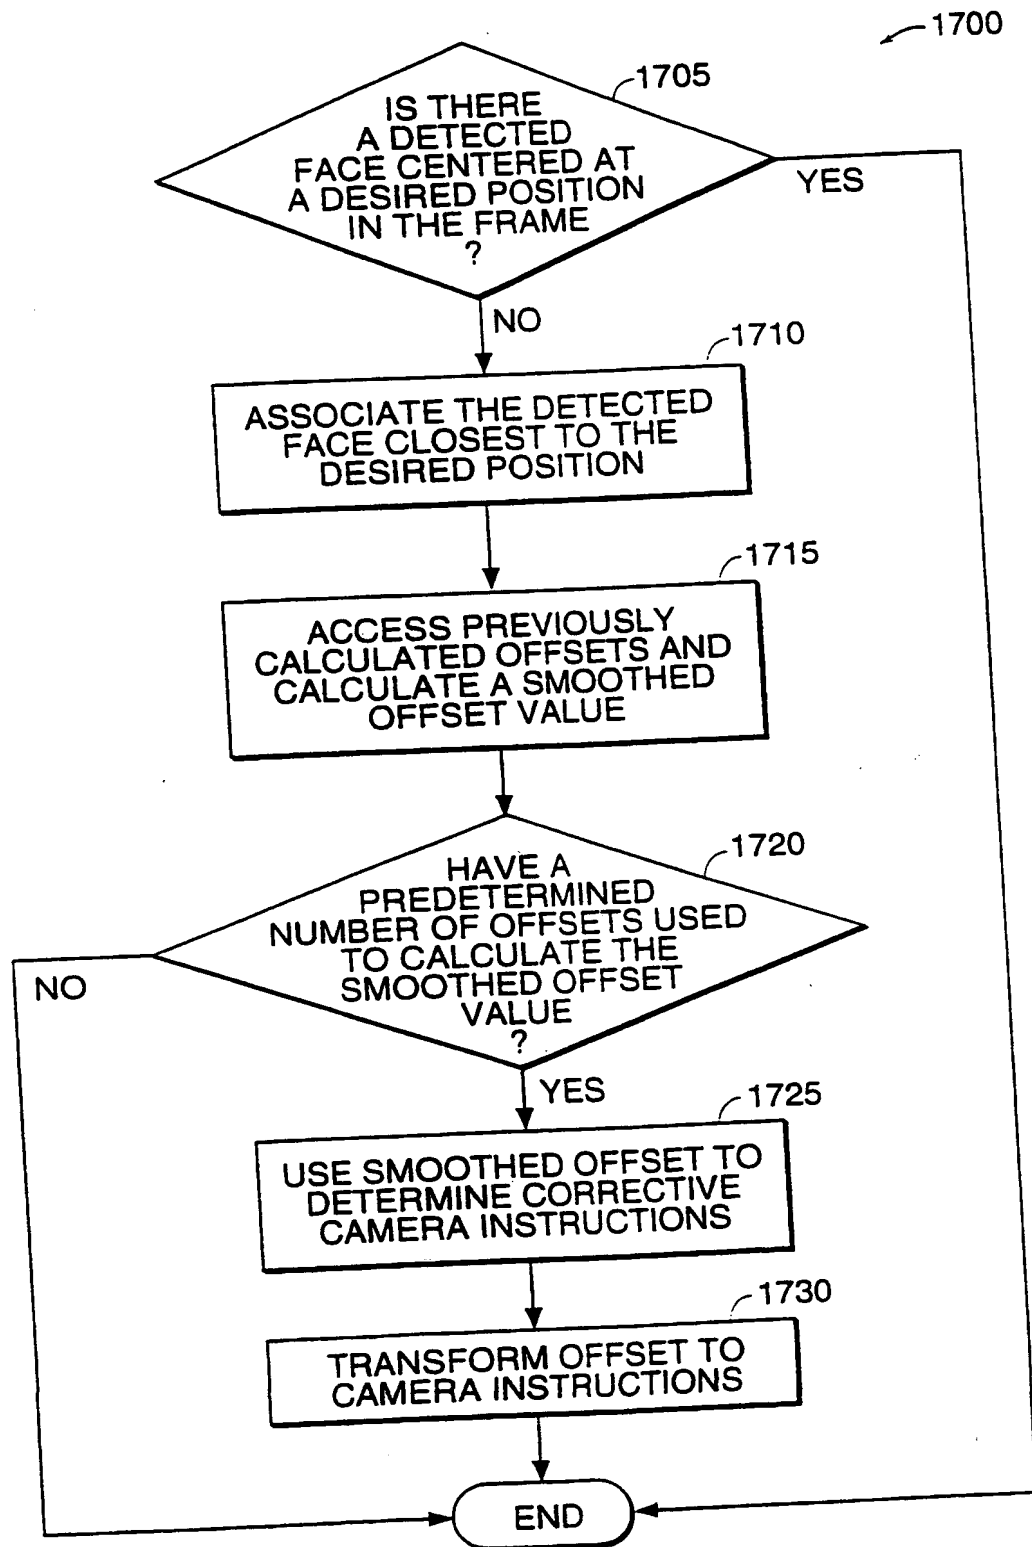 1700
1705
IS THERE
A DETECTED
FACE CENTERED AT
A DESIRED POSITION
IN THE FRAME
?
YES
NO
1710
ASSOCIATE THE DETECTED
FACE CLOSEST TO THE
DESIRED POSITION
1715
ACCESS PREVIOUSLY
CALCULATED OFFSETS AND
CALCULATE A SMOOTHED
OFFSET VALUE
1720
HAVE A
PREDETERMINED
NUMBER OF OFFSETS USED
TO CALCULATE THE
SMOOTHED OFFSET
VALUE
?
NO
YES
1725
USE SMOOTHED OFFSET TO
DETERMINE CORRECTIVE
CAMERA INSTRUCTIONS
1730
TRANSFORM OFFSET TO
CAMERA INSTRUCTIONS
END